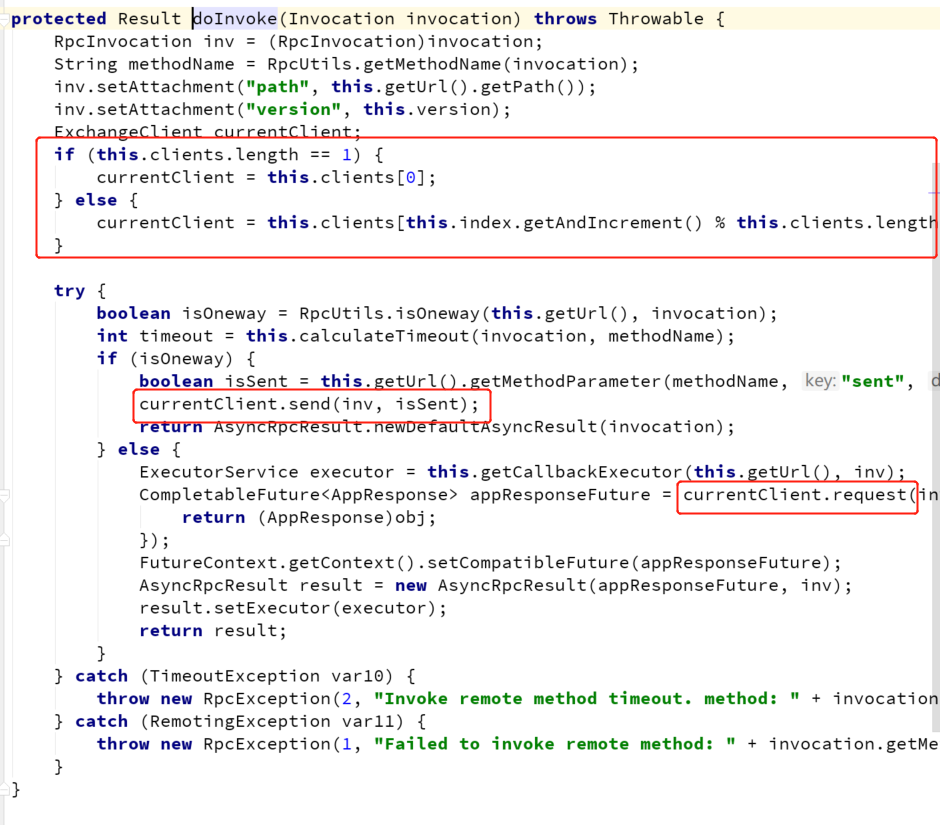 protected Result doInvoke(Invocation invocation) throws Throwable {
    RpcInvocation inv = (RpcInvocation)invocation;
    String methodName = RpcUtils.getMethodName(invocation);
    inv.setAttachment("path", this.getUrl().getPath());
    inv.setAttachment("version", this.version);
    ExchangeClient currentClient;
    if (this.clients.length == 1) {
        currentClient = this.clients[0];
    } else {
        currentClient = this.clients[this.index.getAndIncrement() % this.clients.length
    }
    try {
        boolean isOneway = RpcUtils.isOneway(this.getUrl(), invocation);
        int timeout = this.calculateTimeout(invocation, methodName);
        if (isOneway) {
            boolean isSent = this.getUrl().getMethodParameter(methodName, key: "sent", d
            currentClient.send(inv, isSent);
            return AsyncRpcResult.newDefaultAsyncResult(invocation);
        } else {
            ExecutorService executor = this.getCallbackExecutor(this.getUrl(), inv);
            CompletableFuture<AppResponse> appResponseFuture = currentClient.request(in
                return (AppResponse)obj;
            });
            FutureContext.getContext().setCompatibleFuture(appResponseFuture);
            AsyncRpcResult result = new AsyncRpcResult(appResponseFuture, inv);
            result.setExecutor(executor);
            return result;
        }
    } catch (TimeoutException var10) {
        throw new RpcException(2, "Invoke remote method timeout. method: " + invocation
    } catch (RemotingException var11) {
        throw new RpcException(1, "Failed to invoke remote method: " + invocation.getMe
    }
}